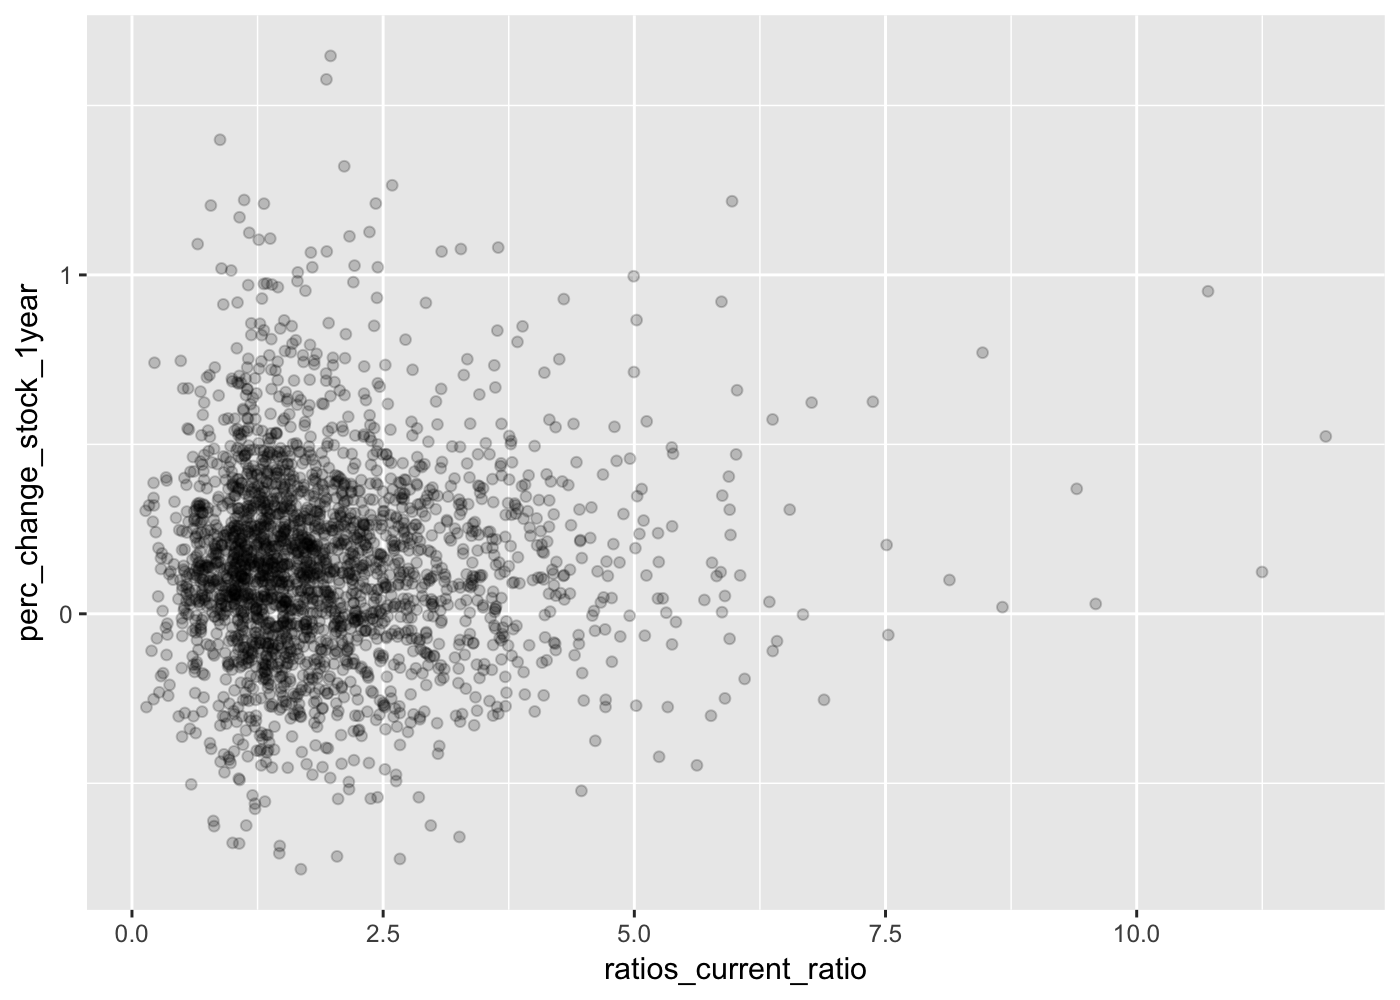 perc_change_stock_1year
1
0
0.0 2.5 5.0 7.5 10.0
ratios_current_ratio